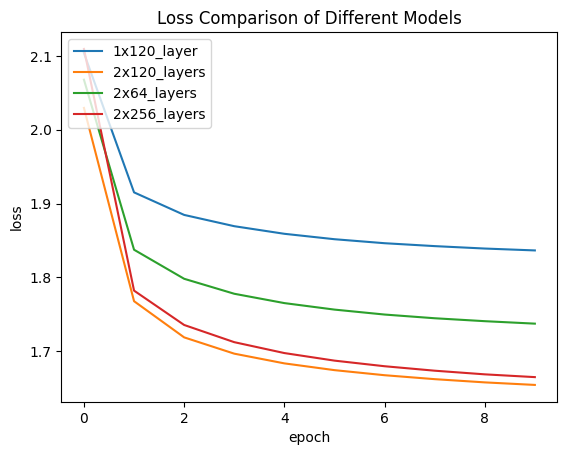 Loss Comparison of Different Models
1x120_layer
2x120_layers
2x64_layers
2x256_layers
2.1
2.0
1.9
1.8
1.7
loss
0 2 4 6 8
epoch